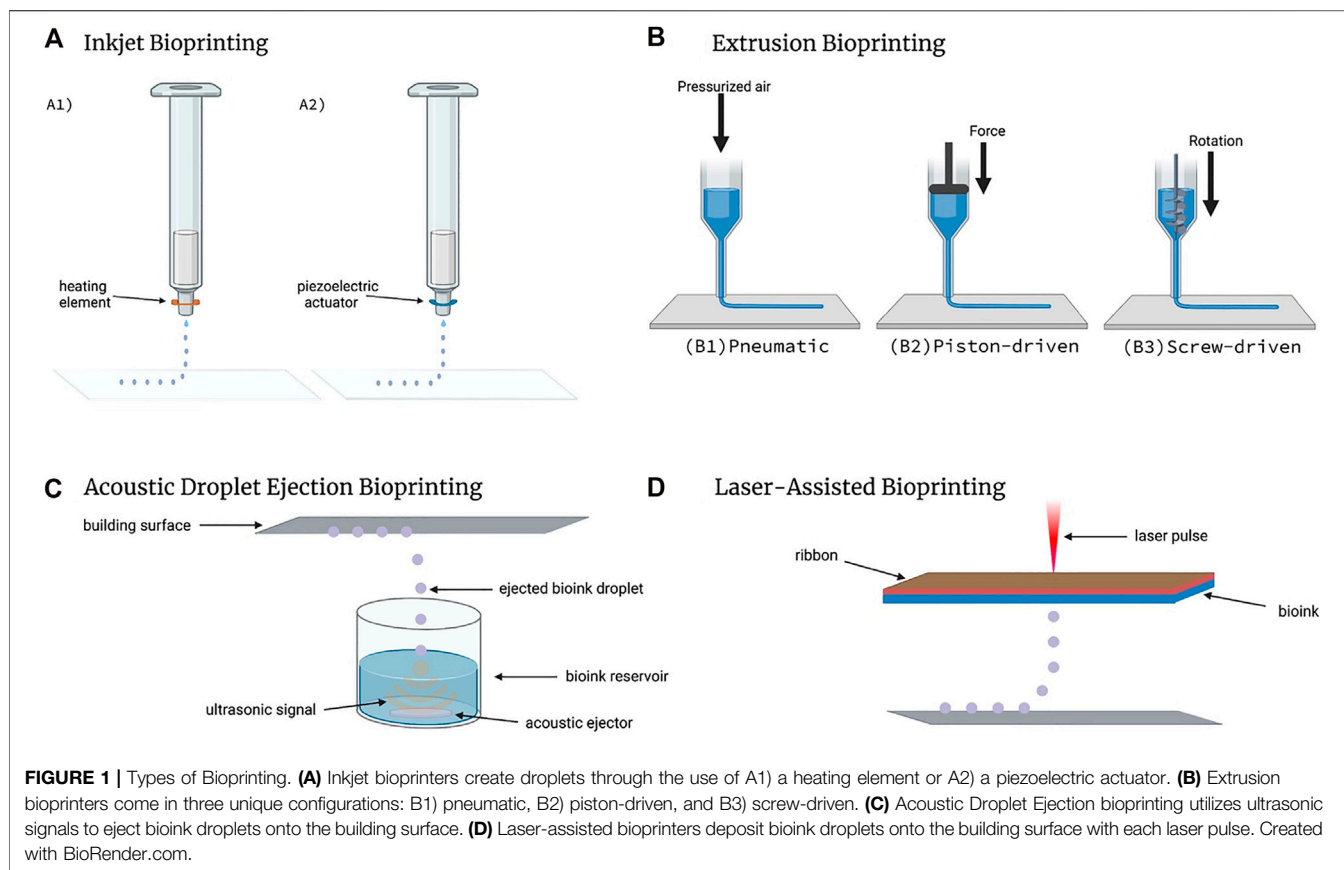 A Inkjet Bioprinting
A1)
A2)
heating
element
piezoelectric
actuator
B Extrusion Bioprinting
Pressurized air
Force
Rotation
(B1)Pneumatic
(B2)Piston-driven
(B3)Screw-driven
C Acoustic Droplet Ejection Bioprinting
building surface
ejected bioink droplet
bioink reservoir
ultrasonic signal
acoustic ejector
D Laser-Assisted Bioprinting
laser pulse
ribbon
bioink
FIGURE 1 | Types of Bioprinting. (A) Inkjet bioprinters create droplets through the use of A1) a heating element or A2) a piezoelectric actuator. (B) Extrusion
bioprinters come in three unique configurations: B1) pneumatic, B2) piston-driven, and B3) screw-driven. (C) Acoustic Droplet Ejection bioprinting utilizes ultrasonic
signals to eject bioink droplets onto the building surface. (D) Laser-assisted bioprinters deposit bioink droplets onto the building surface with each laser pulse. Created
with BioRender.com.